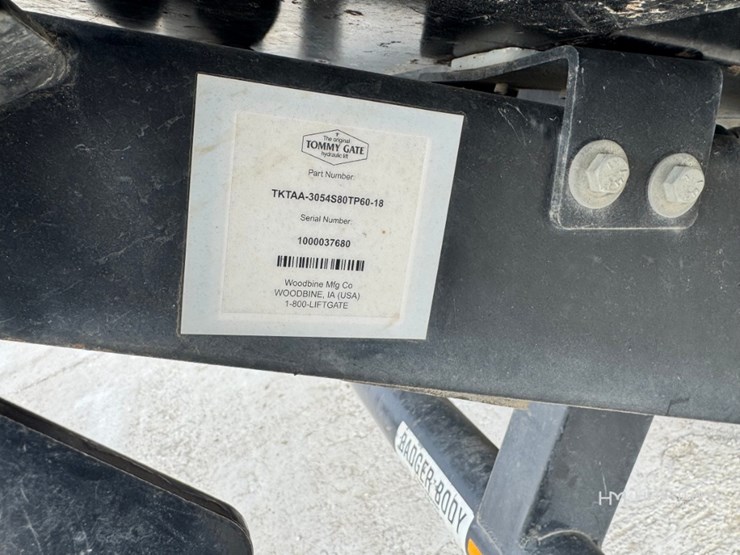 The original
TOMMY GATE
hydraulic lift
Part Number:
TKTAA-3054S80TP60-18
Serial Number:
1000037680
Woodbine Mfg Co
WOODBINE, IA (USA)
1-800-LIFTGATE
BADGER BODY